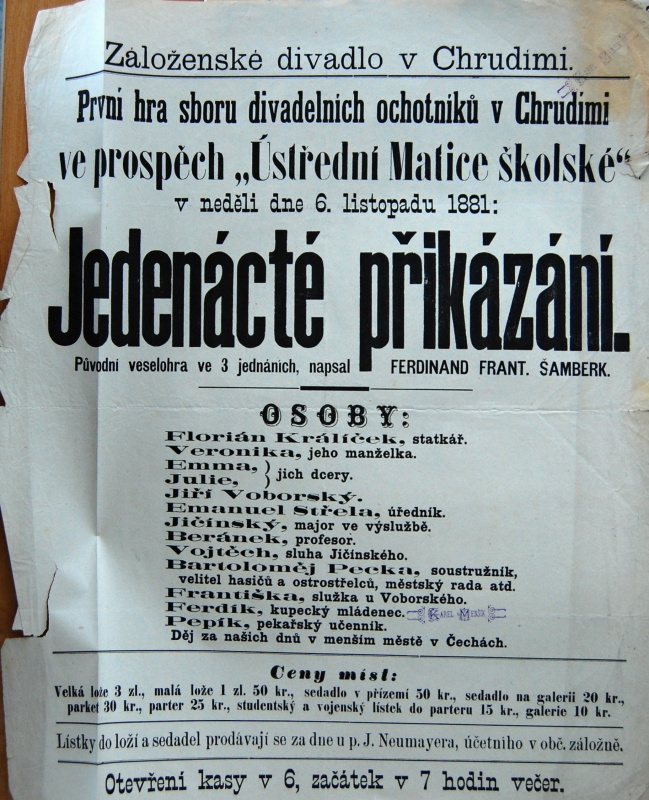 Záloženské divadlo v Chrudími.
První hra sboru divadelních ochotníků v Chrudími
ve prospěch „Ústřední Matice školské“
v neděli dne 6. listopadu 1881:
Jedenácté přikázání.
Původní veselohra ve 3 jednáních, napsal FERDINAND FRANT. ŠAMBERK.
OSOBY:
Florián Králíček, statkář.
Veronika, jeho manželka.
Emma,
Julie, } jich dcery.
Jiří Voborský.
Emanuel Střela, úředník.
Jičínský, major ve výslužbě.
Beránek, profesor.
Vojtěch, sluha Jičínského.
Bartoloměj Pecka, soustružník,
velitel hasičů a ostrostřelců, městský rada atd.
Františka, služka u Voborského.
Ferdík, kupecký mládenec. Karel Mršík
Pepík, pekařský učenník.
Děj za našich dnů v menším městě v Čechách.
Ceny míst:
Velká lože 3 zl., malá lože 1 zl. 50 kr., sedadlo v přízemí 50 kr., sedadlo na galerii 20 kr.,
parket 30 kr., parter 25 kr., studentský a vojenský lístek do parteru 15 kr., galerie 10 kr.
Lístky do loží a sedadel prodávají se za dne u p. J. Neumayera, účetního v obč. záložně.
Otevření kasy v 6, začátek v 7 hodin večer.